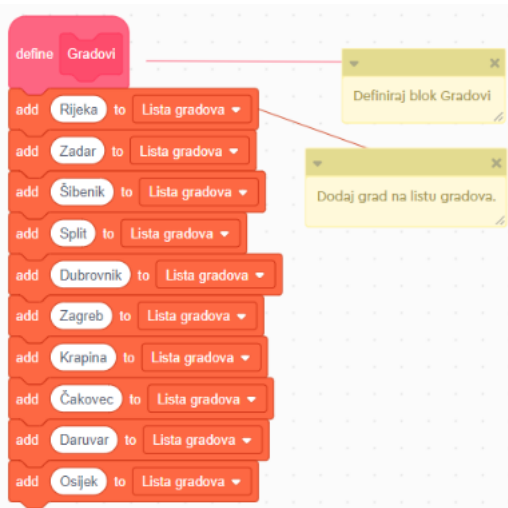 define Gradovi
Definiraj blok Gradovi
add Rijeka to Lista gradova
Dodaj grad na listu gradova.
add Zadar to Lista gradova
add Šibenik to Lista gradova
add Split to Lista gradova
add Dubrovnik to Lista gradova
add Zagreb to Lista gradova
add Krapina to Lista gradova
add Čakovec to Lista gradova
add Daruvar to Lista gradova
add Osijek to Lista gradova